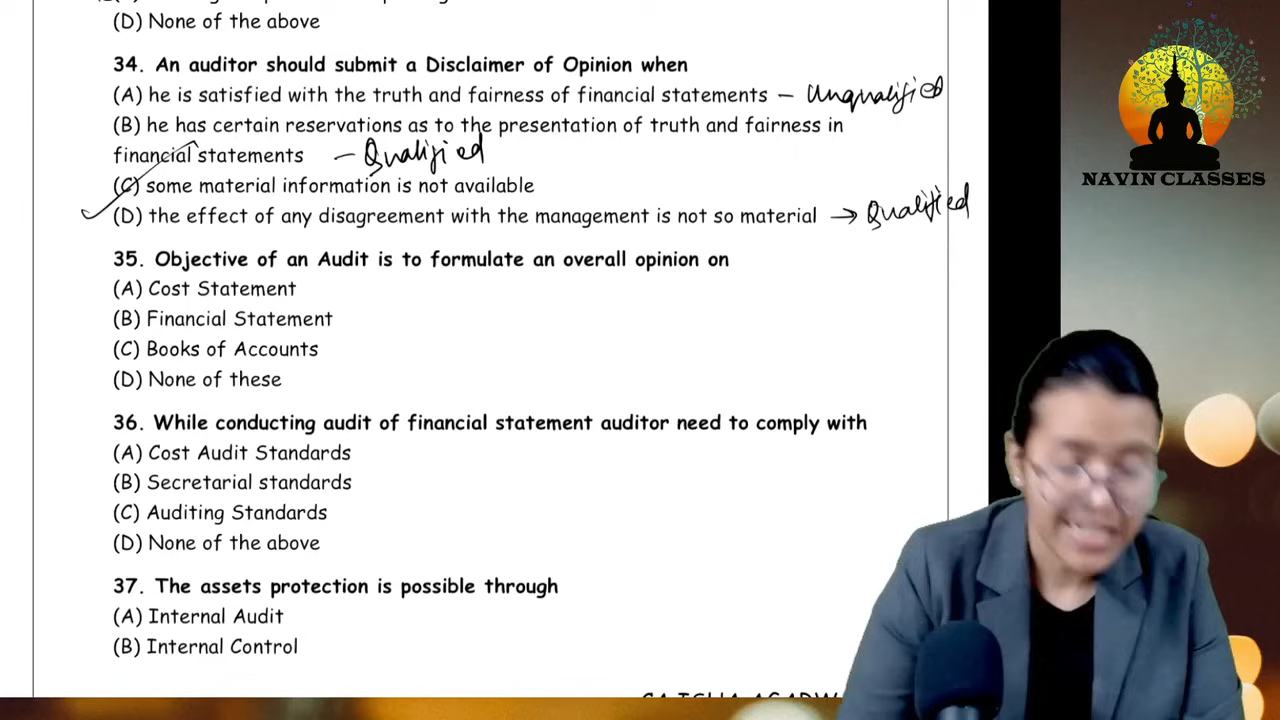 (D) None of the above
34. An auditor should submit a Disclaimer of Opinion when
(A) he is satisfied with the truth and fairness of financial statements – Unqualified
(B) he has certain reservations as to the presentation of truth and fairness in
financial statements – Qualified
(C) some material information is not available
(D) the effect of any disagreement with the management is not so material → Qualified
35. Objective of an Audit is to formulate an overall opinion on
(A) Cost Statement
(B) Financial Statement
(C) Books of Accounts
(D) None of these
36. While conducting audit of financial statement auditor need to comply with
(A) Cost Audit Standards
(B) Secretarial standards
(C) Auditing Standards
(D) None of the above
37. The assets protection is possible through
(A) Internal Audit
(B) Internal Control
NAVIN CLASSES